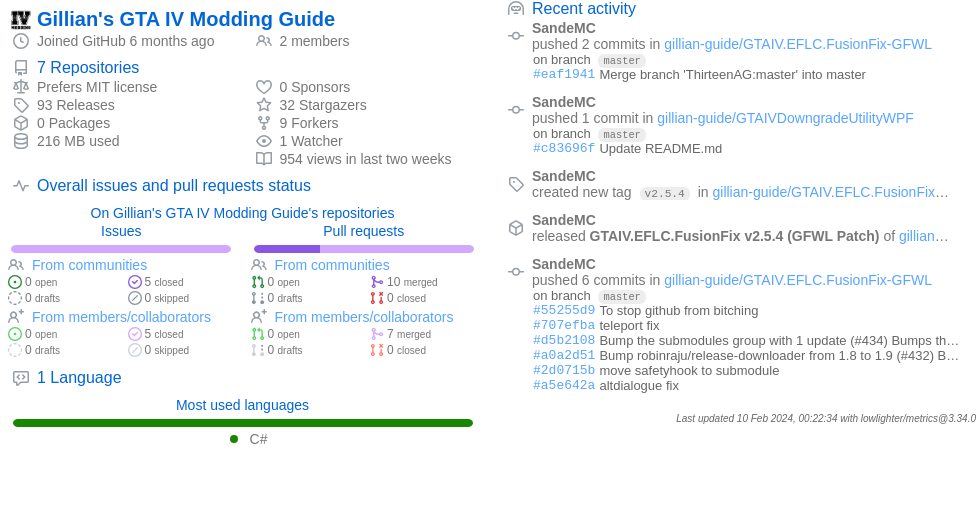 Gillian's GTA IV Modding Guide
Joined GitHub 6 months ago
2 members
7 Repositories
Prefers MIT license
0 Sponsors
93 Releases
32 Stargazers
0 Packages
9 Forkers
216 MB used
1 Watcher
954 views in last two weeks
Overall issues and pull requests status
On Gillian's GTA IV Modding Guide's repositories
Issues
Pull requests
From communities
0 open
5 closed
0 drafts
0 skipped
From members/collaborators
0 open
5 closed
0 drafts
0 skipped
From communities
0 open
10 merged
0 drafts
0 closed
From members/collaborators
0 open
7 merged
0 drafts
0 closed
1 Language
Most used languages
C#
Recent activity
SandeMC
pushed 2 commits in gillian-guide/GTAIV.EFLC.FusionFix-GFWL
on branch master
#eaf1941 Merge branch 'ThirteenAG:master' into master
SandeMC
pushed 1 commit in gillian-guide/GTAIVDowngradeUtilityWPF
on branch master
#c83696f Update README.md
SandeMC
created new tag v2.5.4 in gillian-guide/GTAIV.EFLC.FusionFix…
SandeMC
released GTAIV.EFLC.FusionFix v2.5.4 (GFWL Patch) of gillian…
SandeMC
pushed 6 commits in gillian-guide/GTAIV.EFLC.FusionFix-GFWL
on branch master
#55255d9 To stop github from bitching
#707efba teleport fix
#d5b2108 Bump the submodules group with 1 update (#434) Bumps th…
#a0a2d51 Bump robinraju/release-downloader from 1.8 to 1.9 (#432) B…
#2d0715b move safetyhook to submodule
#a5e642a altdialogue fix
Last updated 10 Feb 2024, 00:22:34 with lowlighter/metrics@3.34.0